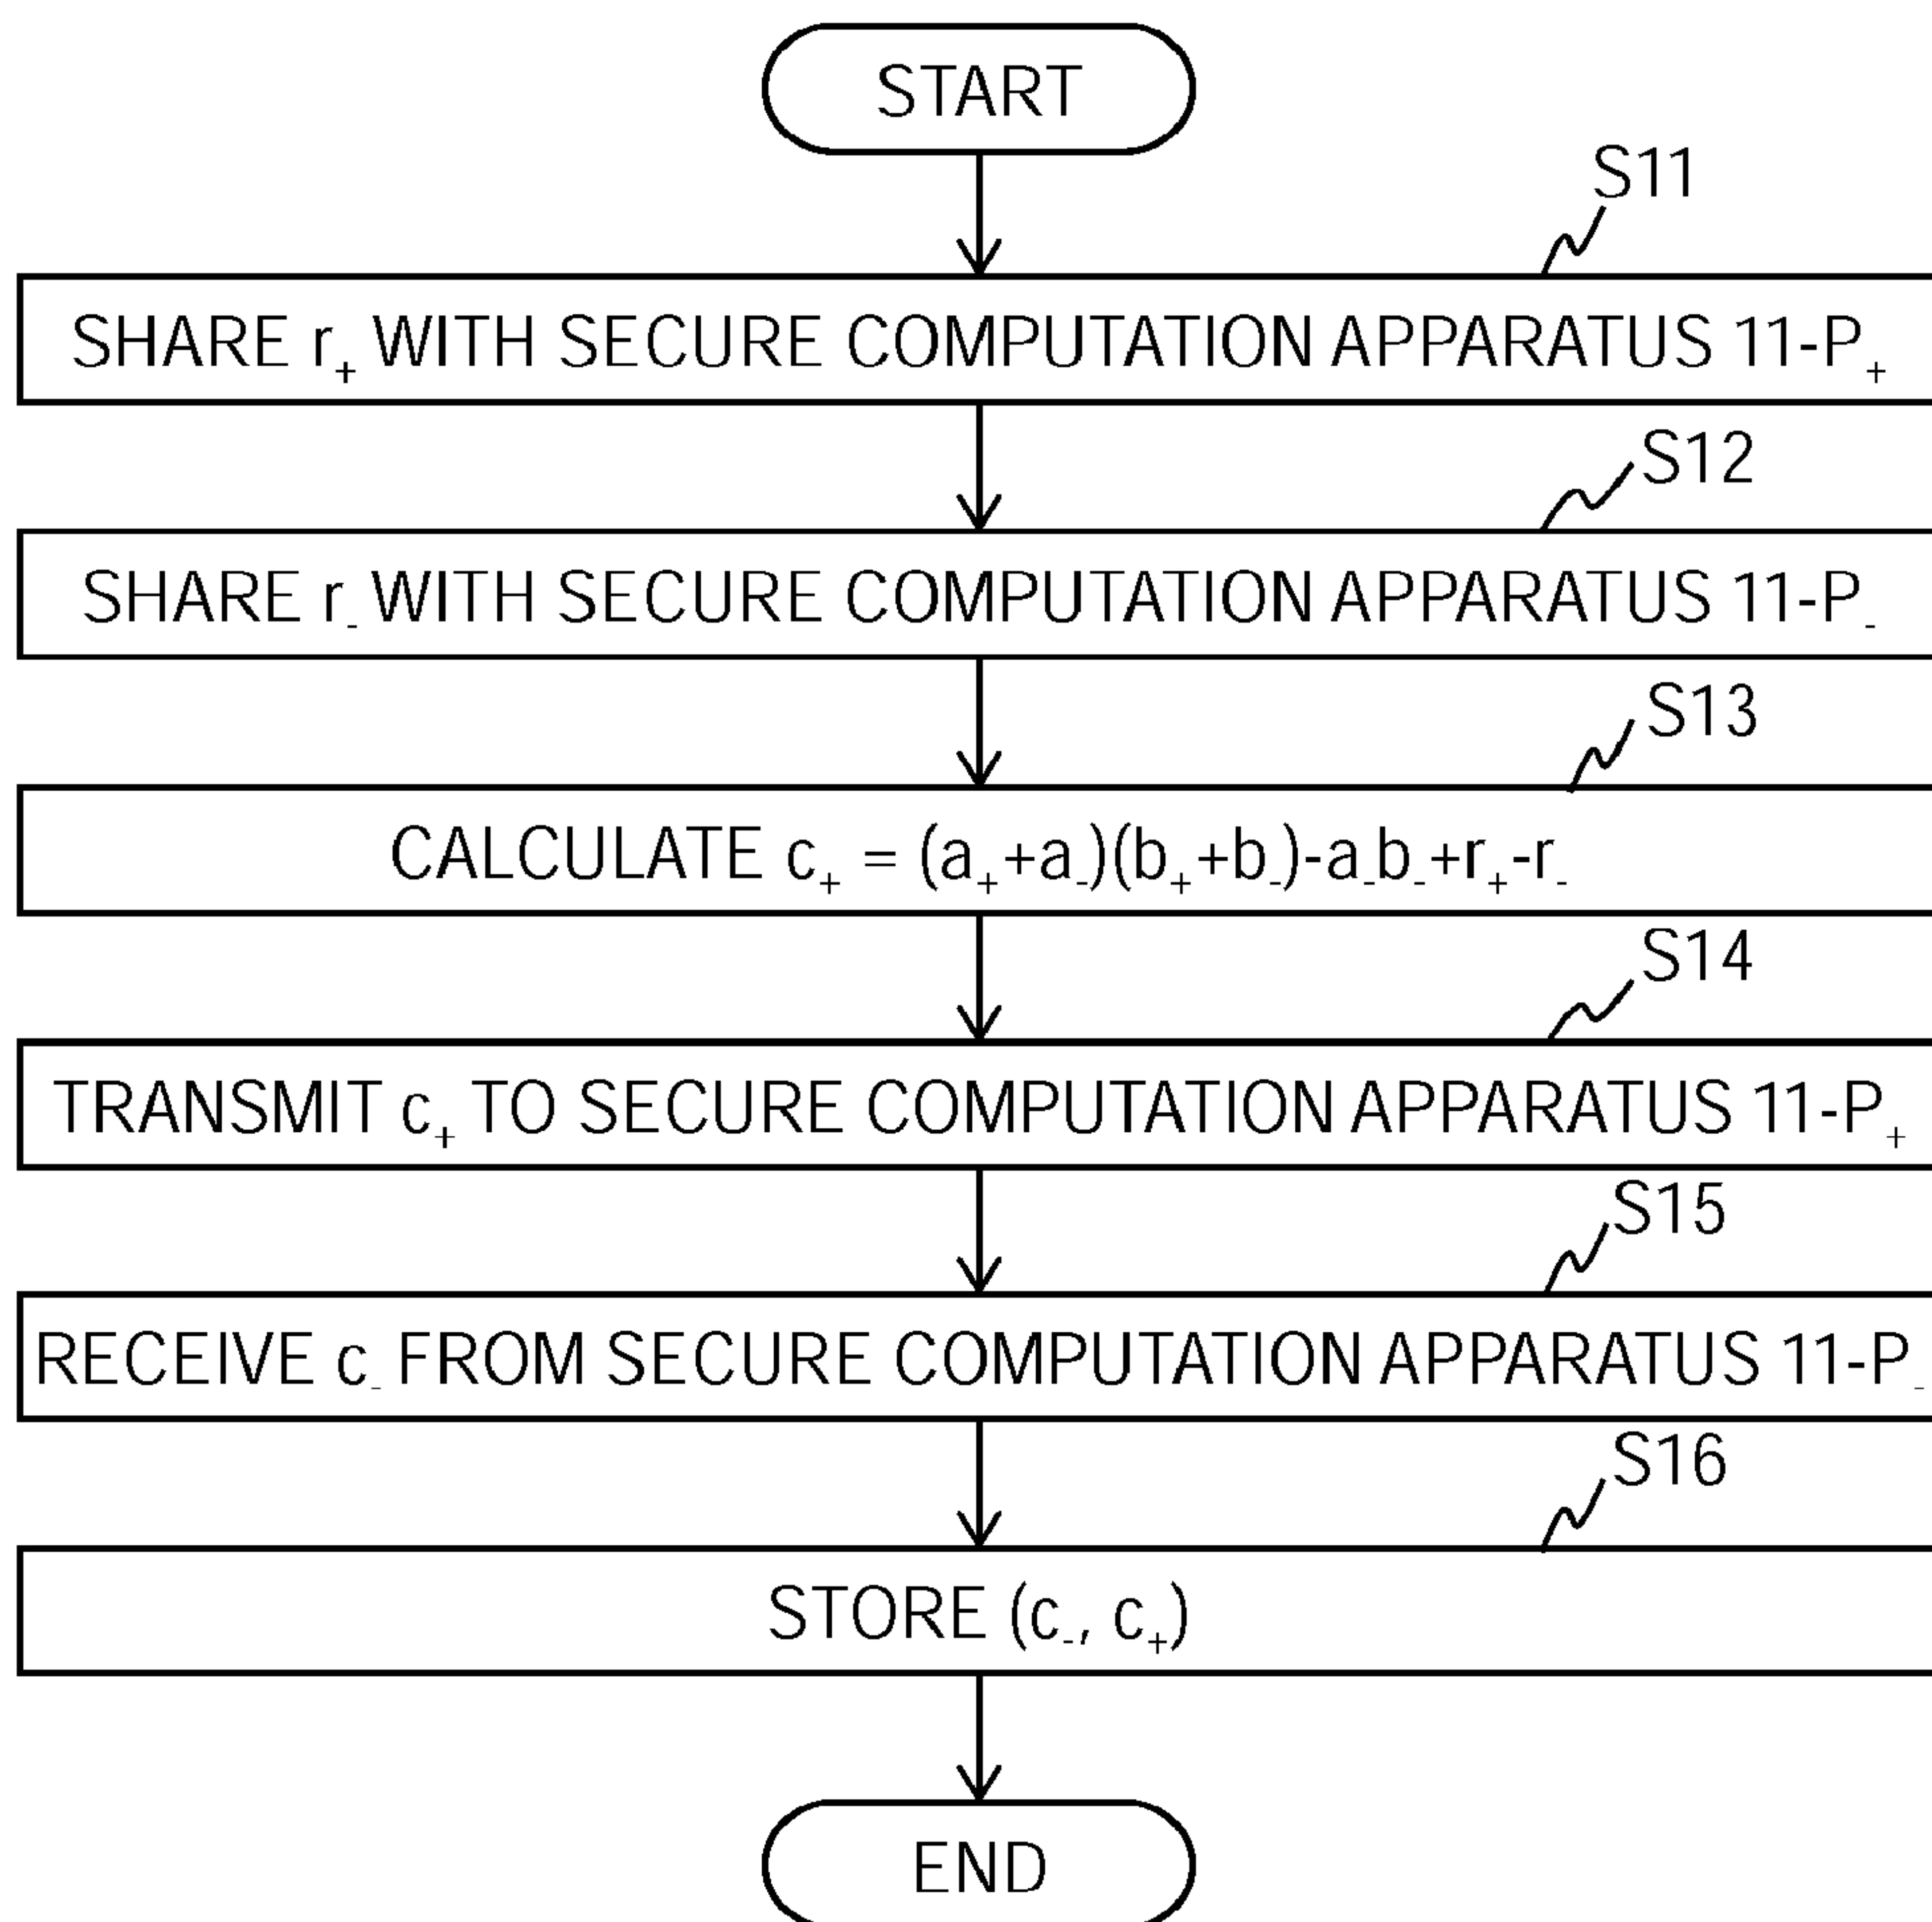 START
S11
SHARE r₊ WITH SECURE COMPUTATION APPARATUS 11-P₊
S12
SHARE r₋ WITH SECURE COMPUTATION APPARATUS 11-P₋
S13
CALCULATE c₊ = (a₊+a₋)(b₊+b₋)-a₋b₋+r₊-r₋
S14
TRANSMIT c₊ TO SECURE COMPUTATION APPARATUS 11-P₊
S15
RECEIVE c₋ FROM SECURE COMPUTATION APPARATUS 11-P₋
S16
STORE (c₋, c₊)
END